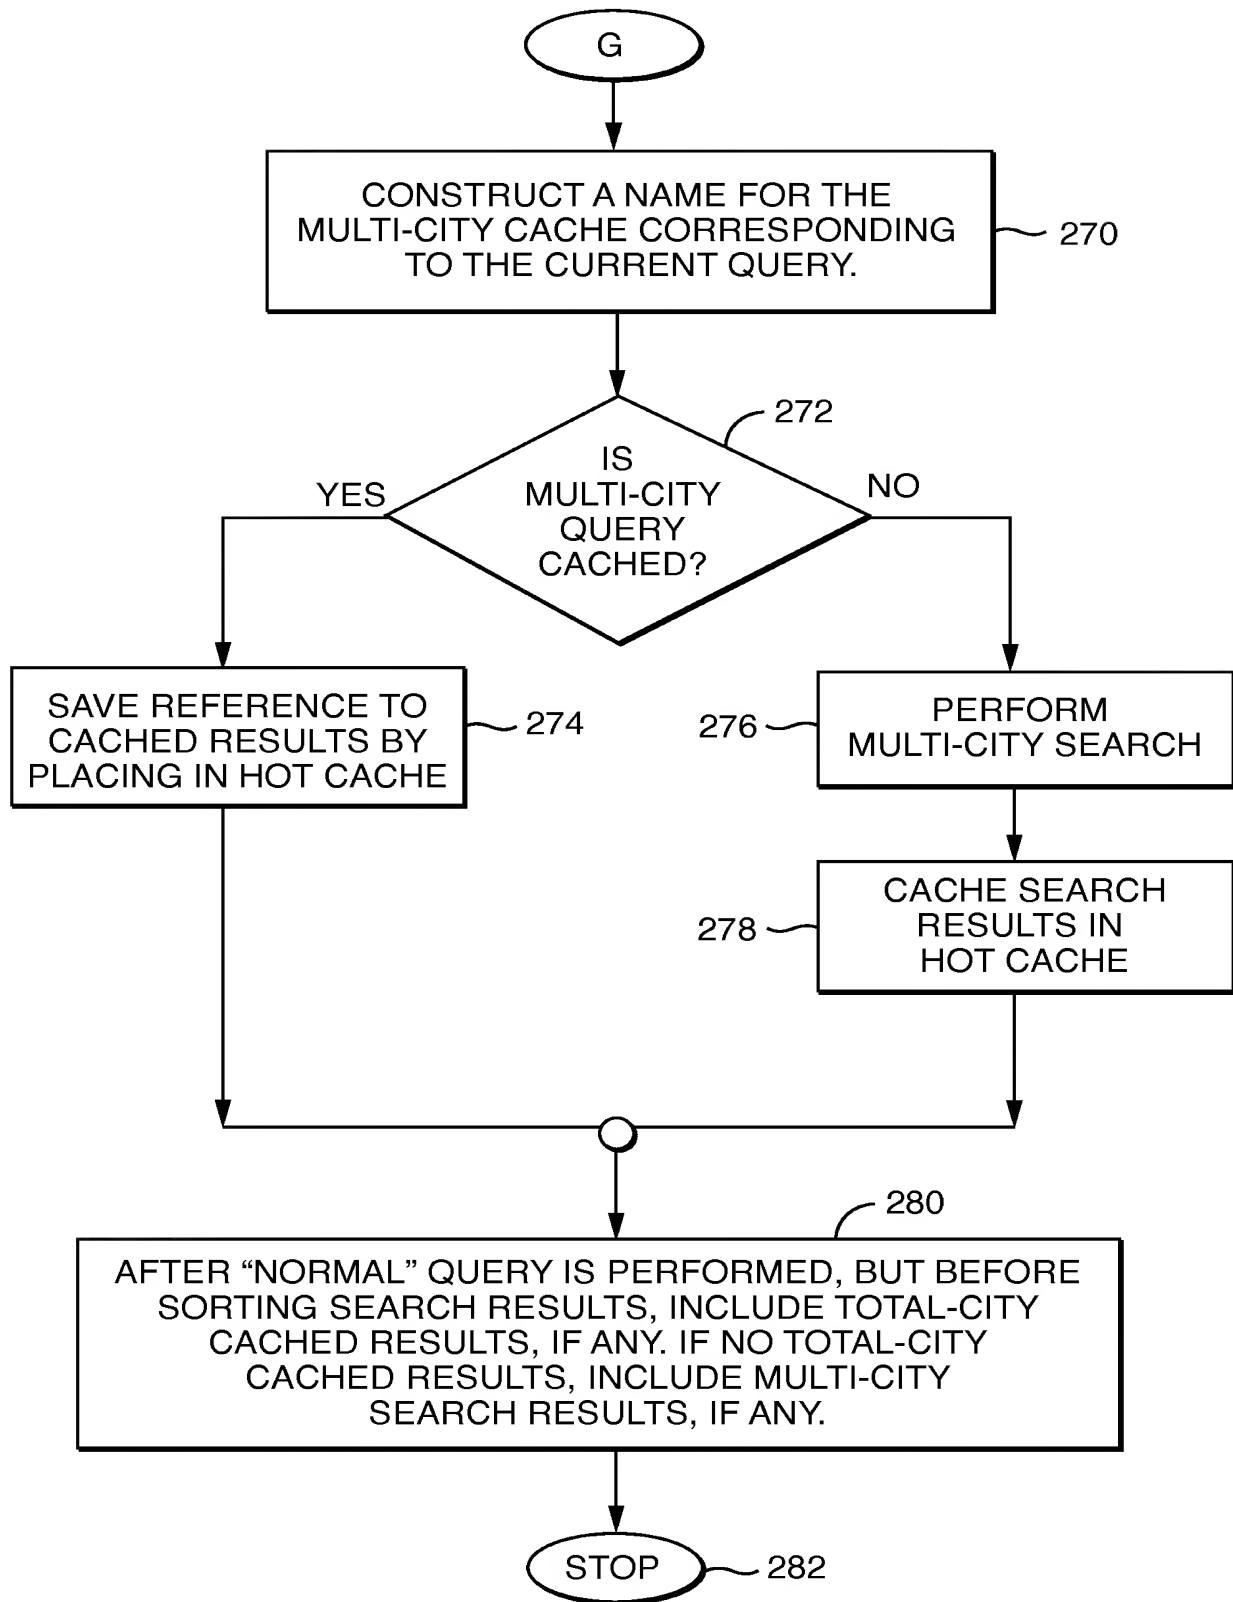 G
CONSTRUCT A NAME FOR THE
MULTI-CITY CACHE CORRESPONDING
TO THE CURRENT QUERY.
270
272
IS
MULTI-CITY
QUERY
CACHED?
YES
NO
SAVE REFERENCE TO
CACHED RESULTS BY
PLACING IN HOT CACHE
274
276
PERFORM
MULTI-CITY SEARCH
278
CACHE SEARCH
RESULTS IN
HOT CACHE
280
AFTER “NORMAL” QUERY IS PERFORMED, BUT BEFORE
SORTING SEARCH RESULTS, INCLUDE TOTAL-CITY
CACHED RESULTS, IF ANY. IF NO TOTAL-CITY
CACHED RESULTS, INCLUDE MULTI-CITY
SEARCH RESULTS, IF ANY.
STOP
282